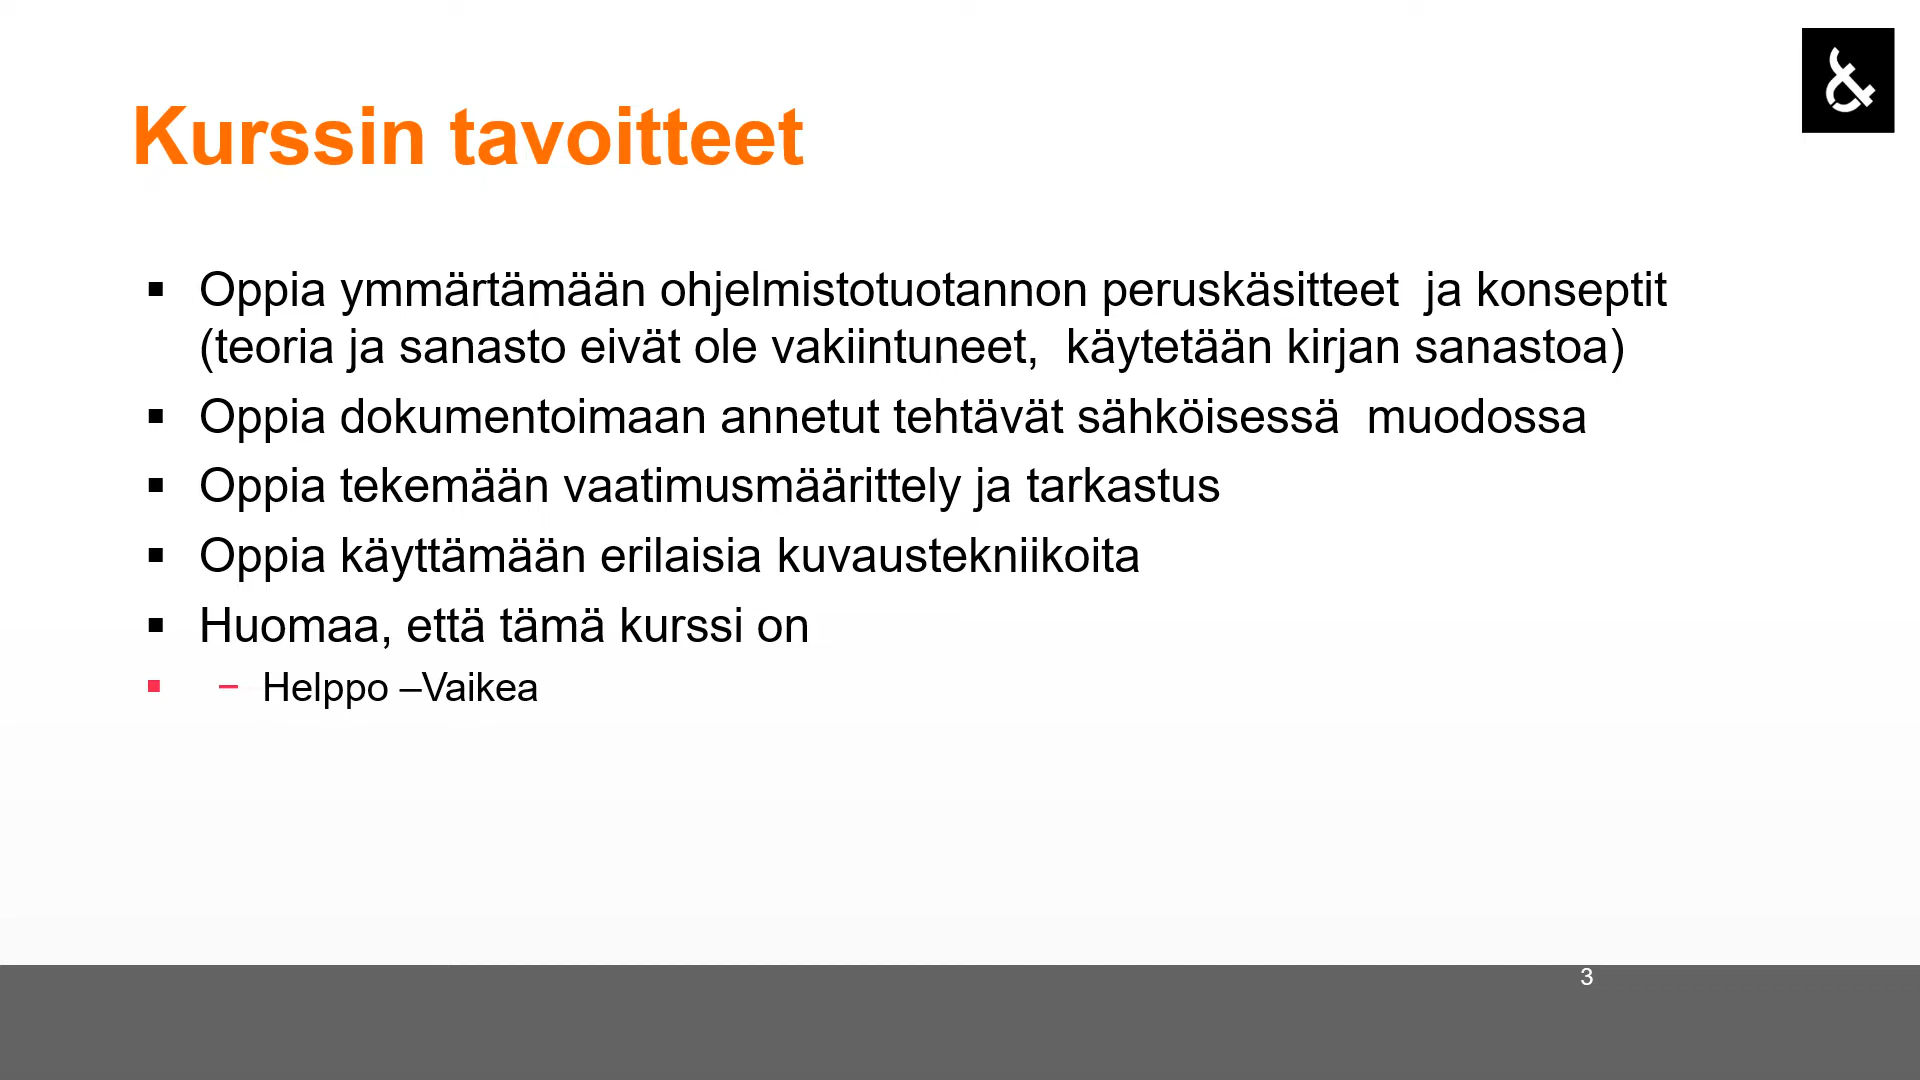 &
Kurssin tavoitteet
▪ Oppia ymmärtämään ohjelmistotuotannon peruskäsitteet  ja konseptit
(teoria ja sanasto eivät ole vakiintuneet,  käytetään kirjan sanastoa)
▪ Oppia dokumentoimaan annetut tehtävät sähköisessä  muodossa
▪ Oppia tekemään vaatimusmäärittely ja tarkastus
▪ Oppia käyttämään erilaisia kuvaustekniikoita
▪ Huomaa, että tämä kurssi on
▪ – Helppo –Vaikea
3